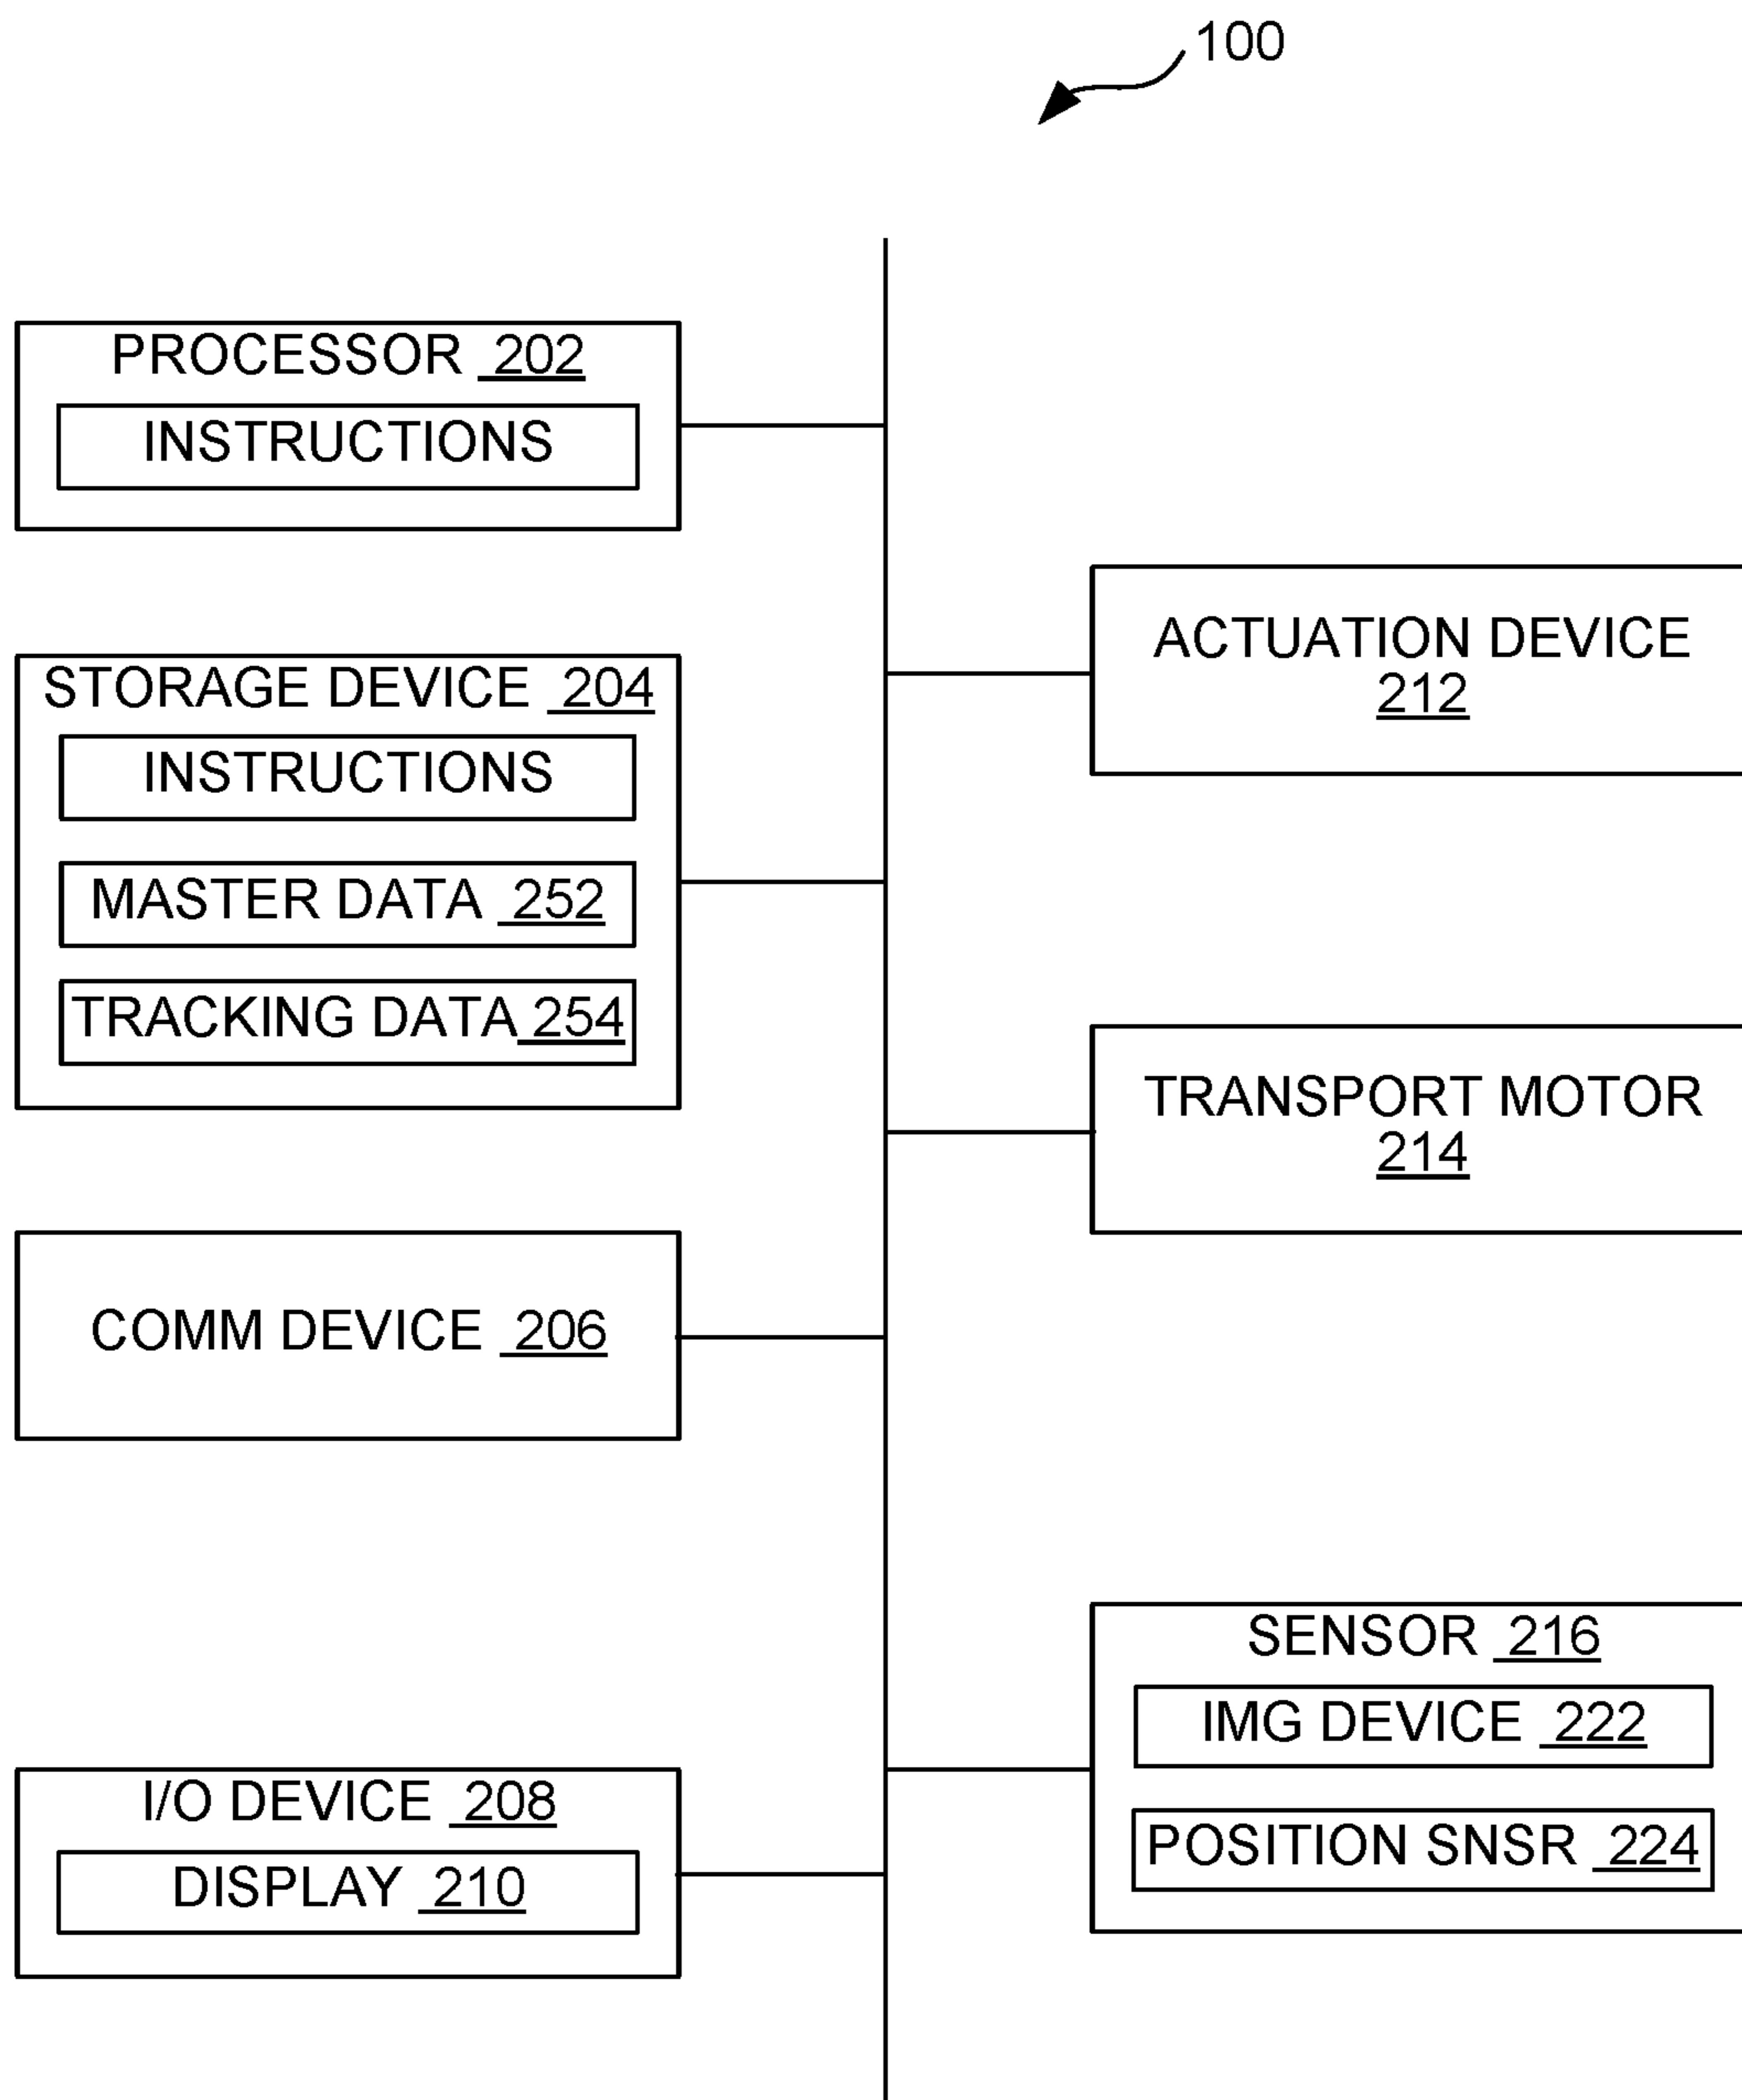 100
PROCESSOR 202
INSTRUCTIONS
STORAGE DEVICE 204
INSTRUCTIONS
MASTER DATA 252
TRACKING DATA 254
COMM DEVICE 206
I/O DEVICE 208
DISPLAY 210
ACTUATION DEVICE
212
TRANSPORT MOTOR
214
SENSOR 216
IMG DEVICE 222
POSITION SNSR 224